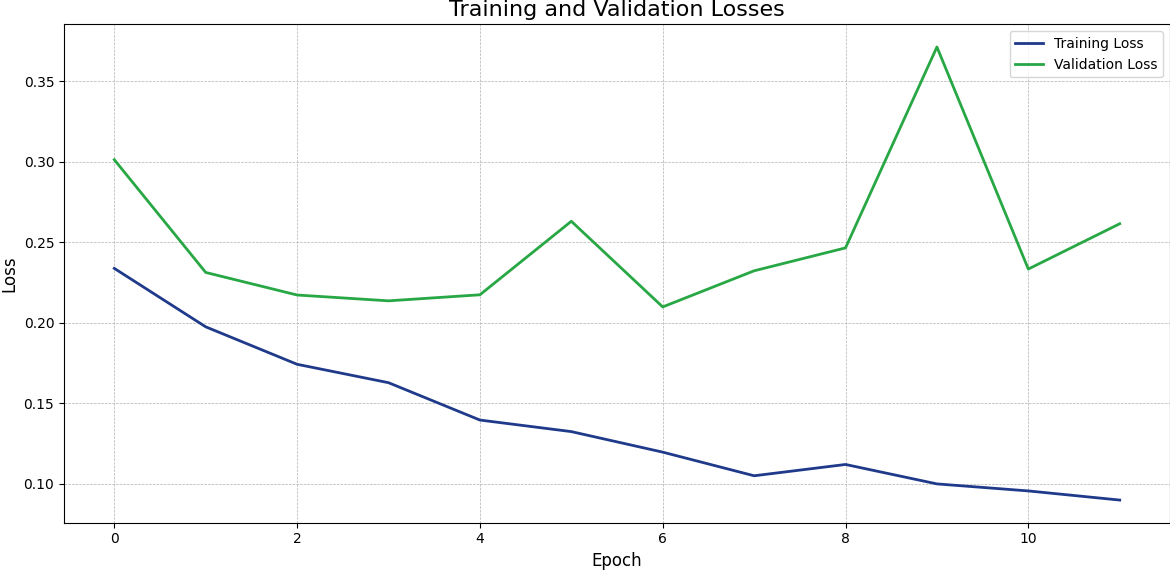 Training and Validation Losses
Training Loss
Validation Loss
0.35
0.30
0.25
0.20
0.15
0.10
Loss
0 2 4 6 8 10
Epoch